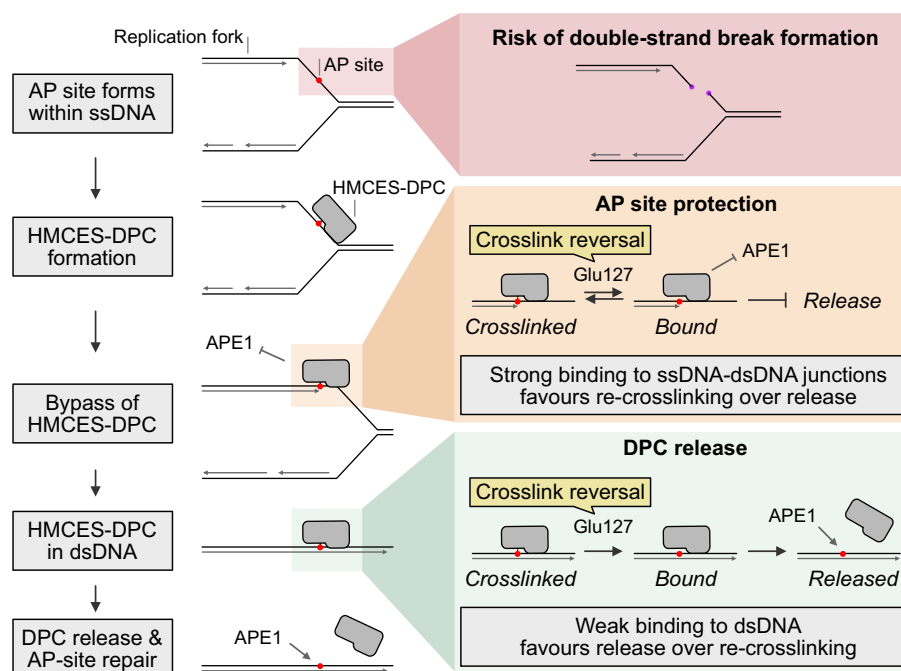 Replication fork
AP site
AP site forms
within ssDNA
Risk of double-strand break formation
HMCES-DPC
formation
HMCES-DPC
AP site protection
Crosslink reversal
Glu127
APE1
Crosslinked
Bound
Release
Strong binding to ssDNA-dsDNA junctions
favours re-crosslinking over release
Bypass of
HMCES-DPC
APE1
HMCES-DPC
in dsDNA
DPC release
Crosslink reversal
Glu127
APE1
Crosslinked
Bound
Released
Weak binding to dsDNA
favours release over re-crosslinking
DPC release &
AP-site repair
APE1